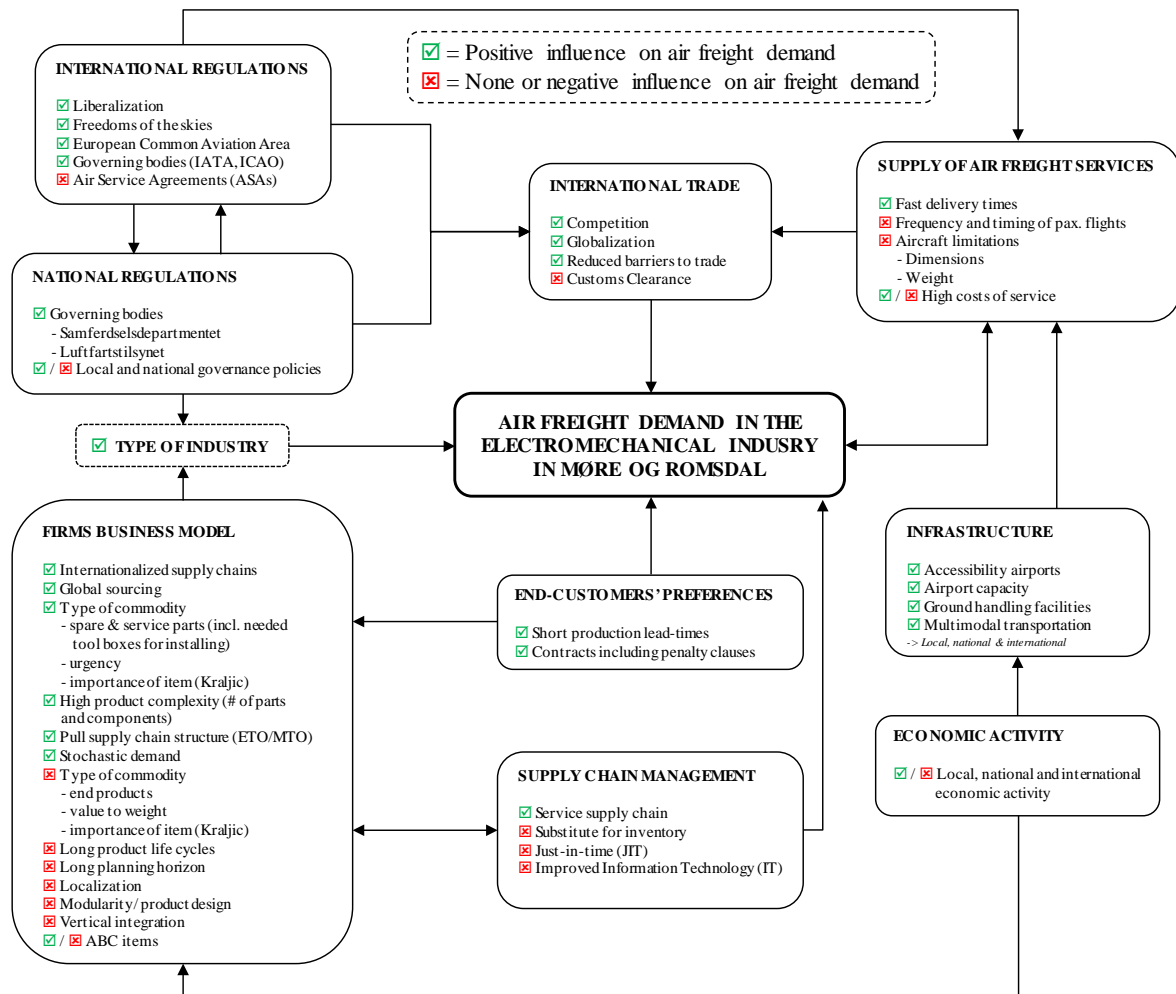 ☑ = Positive influence on air freight demand
☒ = None or negative influence on air freight demand
INTERNATIONAL REGULATIONS
☑ Liberalization
☑ Freedoms of the skies
☑ European Common Aviation Area
☑ Governing bodies (IATA, ICAO)
☒ Air Service Agreements (ASAs)
NATIONAL REGULATIONS
☑ Governing bodies
- Samferdselsdepartmentet
- Luftfartstilsynet
☑ / ☒ Local and national governance policies
☑ TYPE OF INDUSTRY
INTERNATIONAL TRADE
☑ Competition
☑ Globalization
☑ Reduced barriers to trade
☒ Customs Clearance
SUPPLY OF AIR FREIGHT SERVICES
☑ Fast delivery times
☒ Frequency and timing of pax. flights
☒ Aircraft limitations
- Dimensions
- Weight
☑ / ☒ High costs of service
AIR FREIGHT DEMAND IN THE
ELECTROMECHANICAL INDUSRY
IN MØRE OG ROMSDAL
FIRMS BUSINESS MODEL
☑ Internationalized supply chains
☑ Global sourcing
☑ Type of commodity
- spare & service parts (incl. needed
tool boxes for installing)
- urgency
- importance of item (Kraljic)
☑ High product complexity (# of parts
and components)
☑ Pull supply chain structure (ETO/MTO)
☑ Stochastic demand
☒ Type of commodity
- end products
- value to weight
- importance of item (Kraljic)
☒ Long product life cycles
☒ Long planning horizon
☒ Localization
☒ Modularity/ product design
☒ Vertical integration
☑ / ☒ ABC items
END-CUSTOMERS' PREFERENCES
☑ Short production lead-times
☑ Contracts including penalty clauses
SUPPLY CHAIN MANAGEMENT
☑ Service supply chain
☒ Substitute for inventory
☒ Just-in-time (JIT)
☒ Improved Information Technology (IT)
INFRASTRUCTURE
☑ Accessibility airports
☑ Airport capacity
☑ Ground handling facilities
☑ Multimodal transportation
-> Local, national & international
ECONOMIC ACTIVITY
☑ / ☒ Local, national and international
economic activity